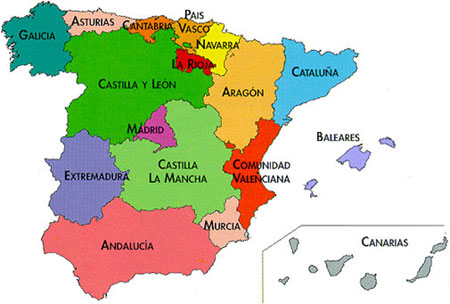 PAIS
ASTURIAS
CANTABRIA
VASCO
GALICIA
NAVARRA
LA RIOJA
CATALUÑA
CASTILLA Y LEÓN
ARAGÓN
MADRID
BALEARES
CASTILLA
LA MANCHA
COMUNIDAD
VALENCIANA
EXTREMADURA
MURCIA
ANDALUCÍA
CANARIAS